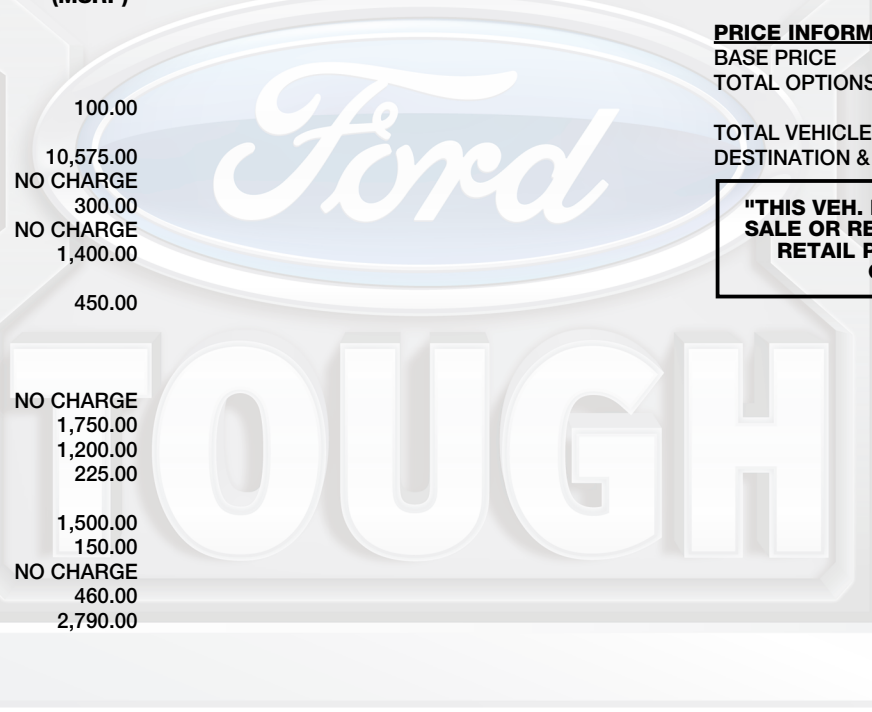 (MSRP)
100.00
10,575.00
NO CHARGE
300.00
NO CHARGE
1,400.00
450.00
NO CHARGE
1,750.00
1,200.00
225.00
1,500.00
150.00
NO CHARGE
460.00
2,790.00
PRICE INFORM
BASE PRICE
TOTAL OPTIONS
TOTAL VEHICLE
DESTINATION &
"THIS VEH.
SALE OR RE
RETAIL P
Ford
TOUGH